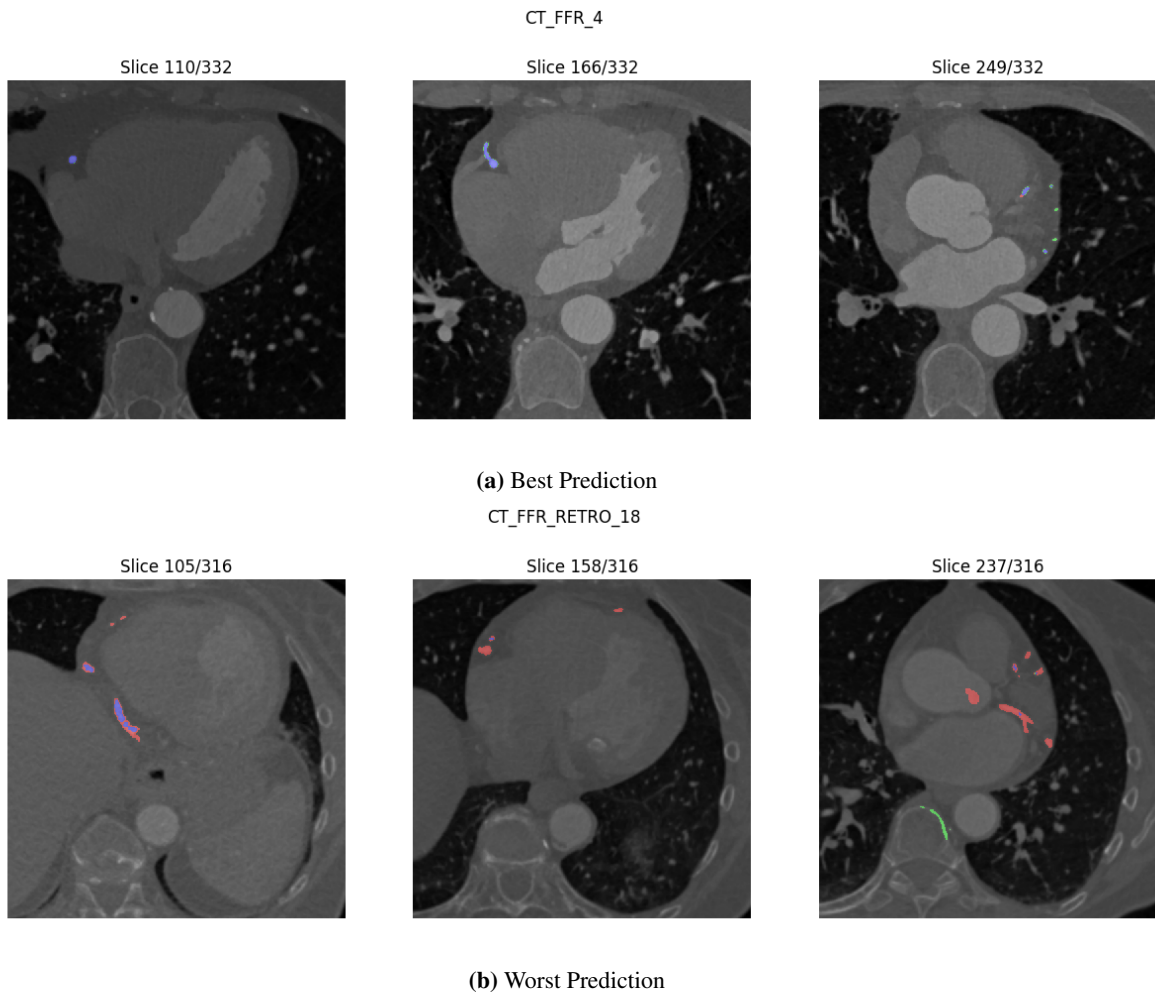 CT_FFR_4
Slice 110/332
Slice 166/332
Slice 249/332
(a) Best Prediction
CT_FFR_RETRO_18
Slice 105/316
Slice 158/316
Slice 237/316
(b) Worst Prediction